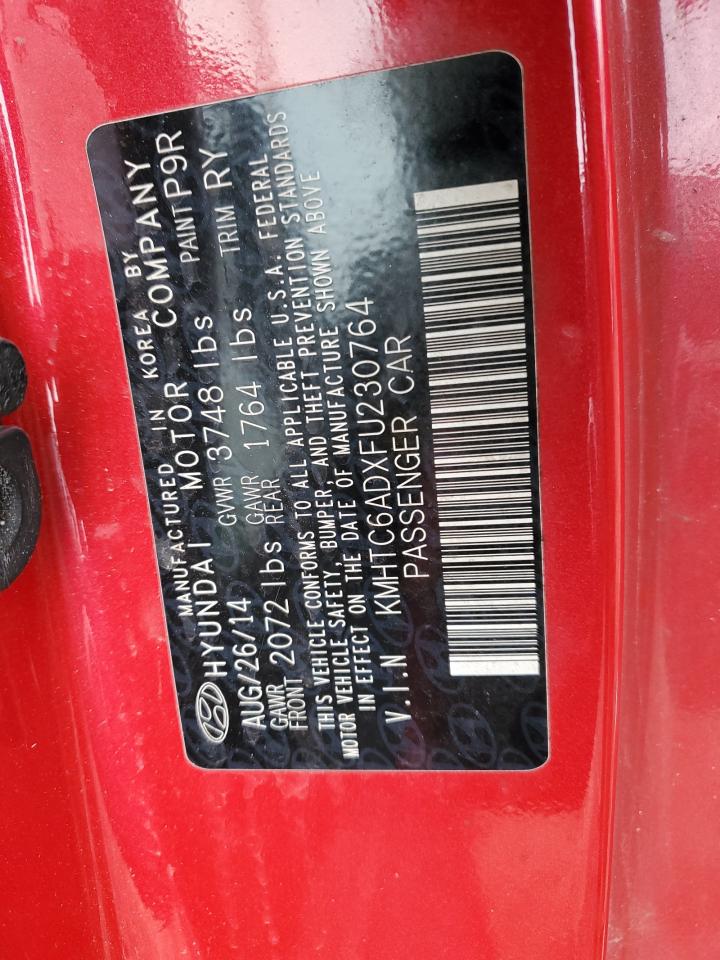 MANUFACTURED IN KOREA BY
HYUNDAI MOTOR COMPANY
AUG/26/14 GVWR 3748 lbs PAINT P9R
GAWR FRONT 2072 lbs GAWR REAR 1764 lbs TRIM RY
THIS VEHICLE CONFORMS TO ALL APPLICABLE U.S.A. FEDERAL
MOTOR VEHICLE SAFETY, BUMPER, AND THEFT PREVENTION STANDARDS
IN EFFECT ON THE DATE OF MANUFACTURE SHOWN ABOVE
V.I.N KMHTC6ADXFU230764
PASSENGER CAR